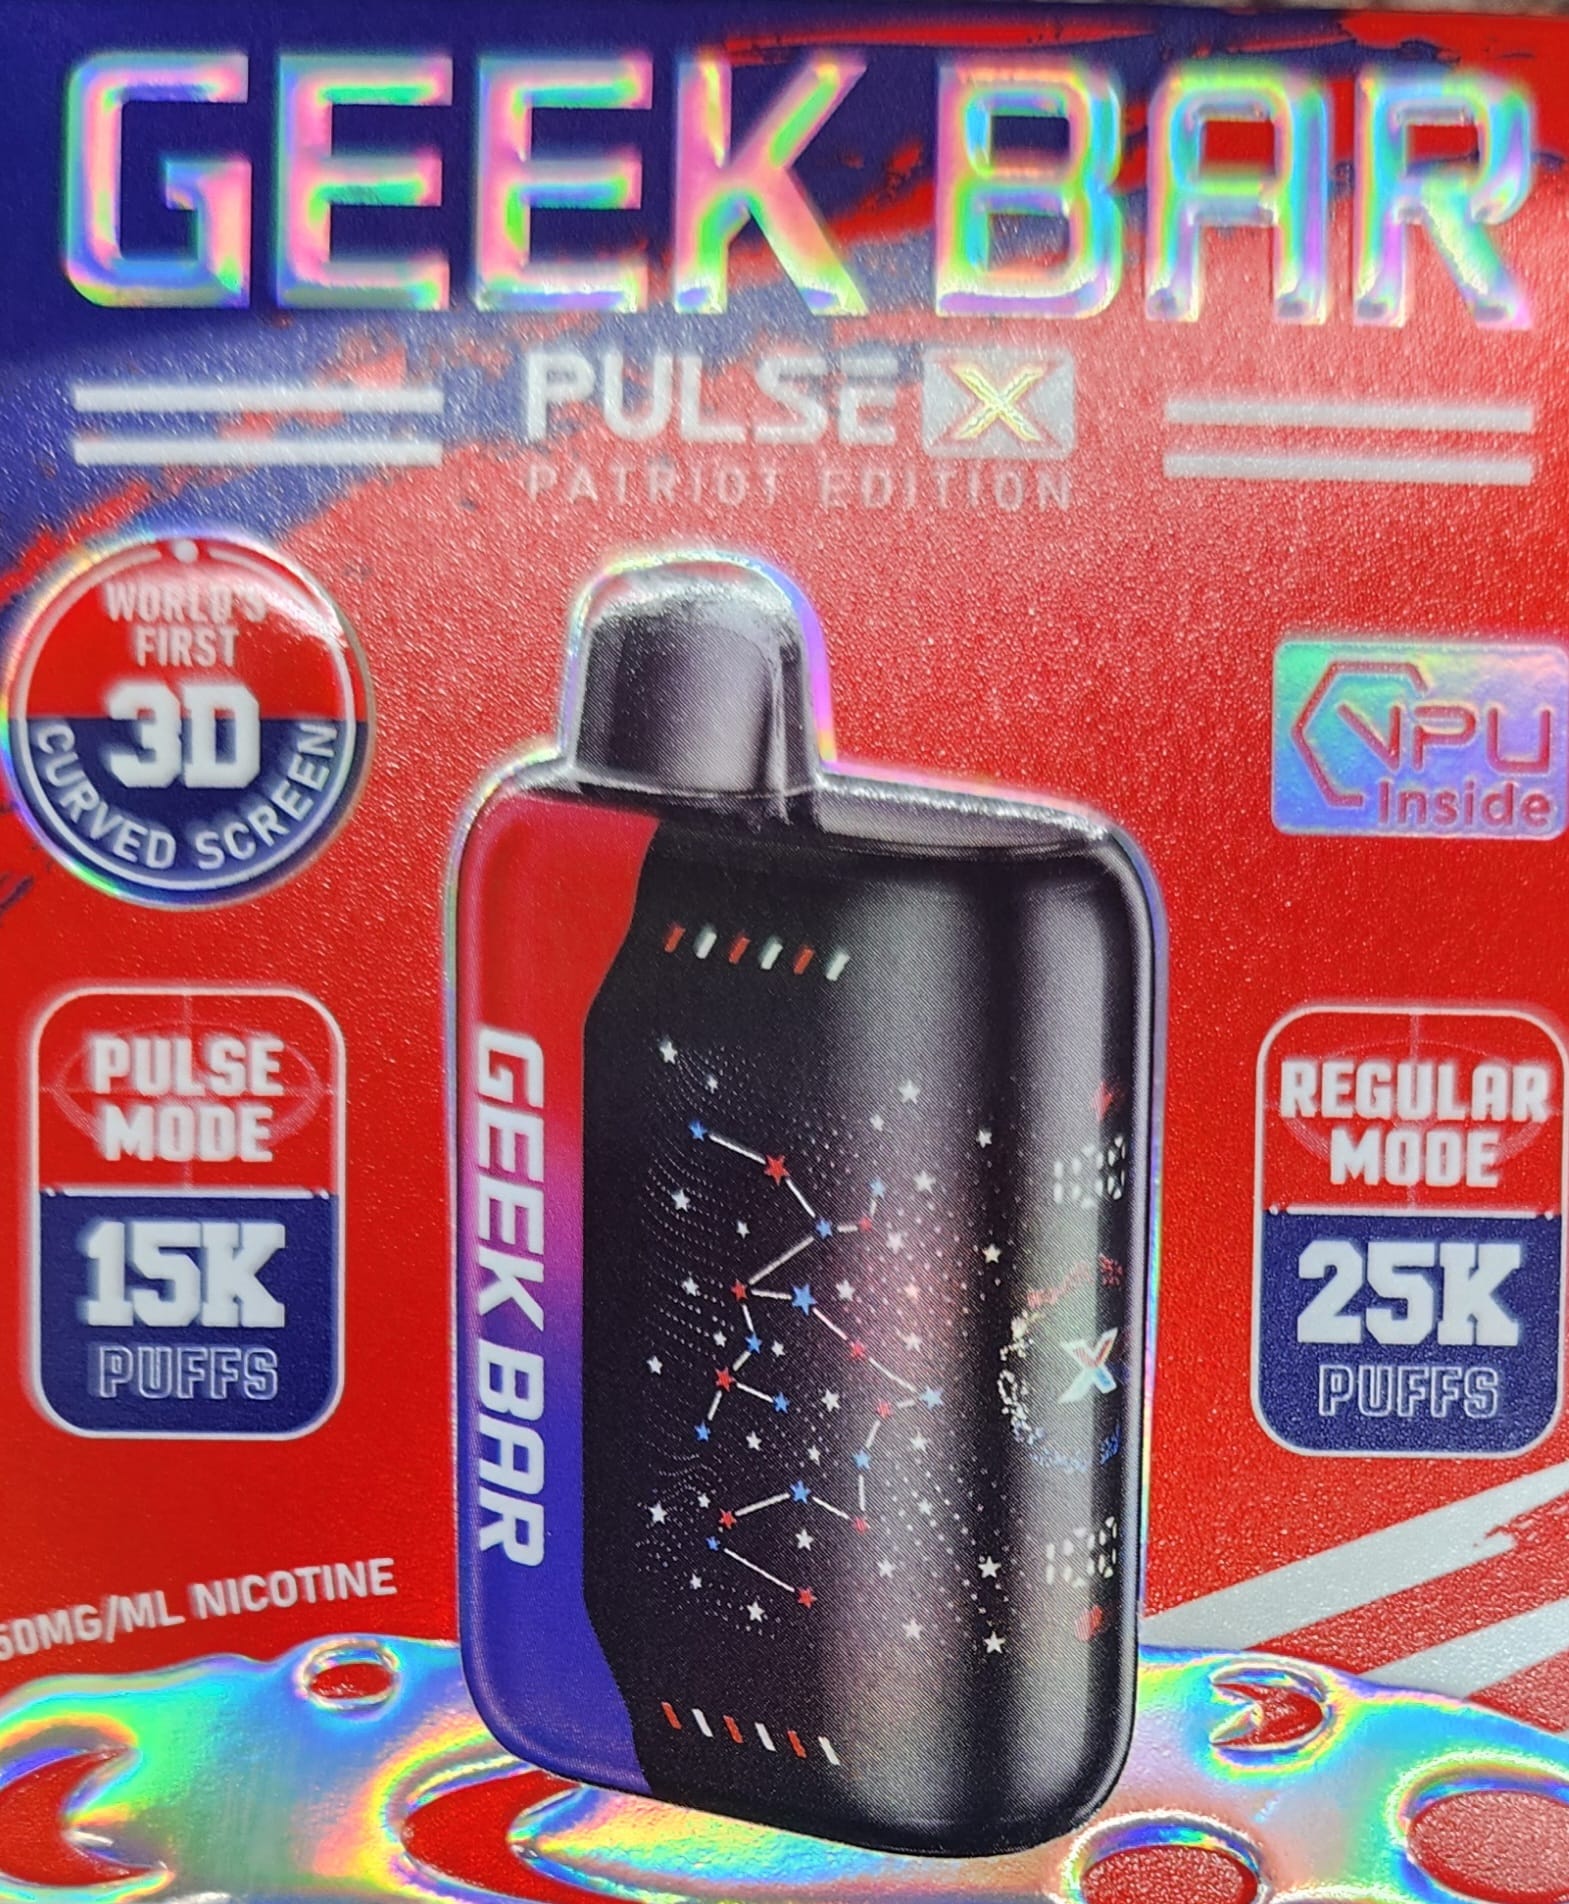 GEEK BAR
PULSE X
PATRIOT EDITION
WORLD'S
FIRST
3D
CURVED SCREEN
VPU
Inside
PULSE
MODE
15K
PUFFS
REGULAR
MODE
25K
PUFFS
GEEK BAR
X
50MG/ML NICOTINE